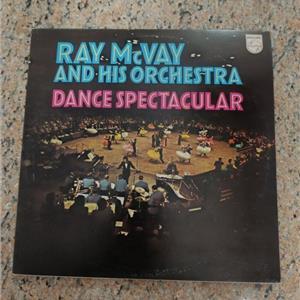 RAY McVAY
AND HIS ORCHESTRA
DANCE SPECTACULAR